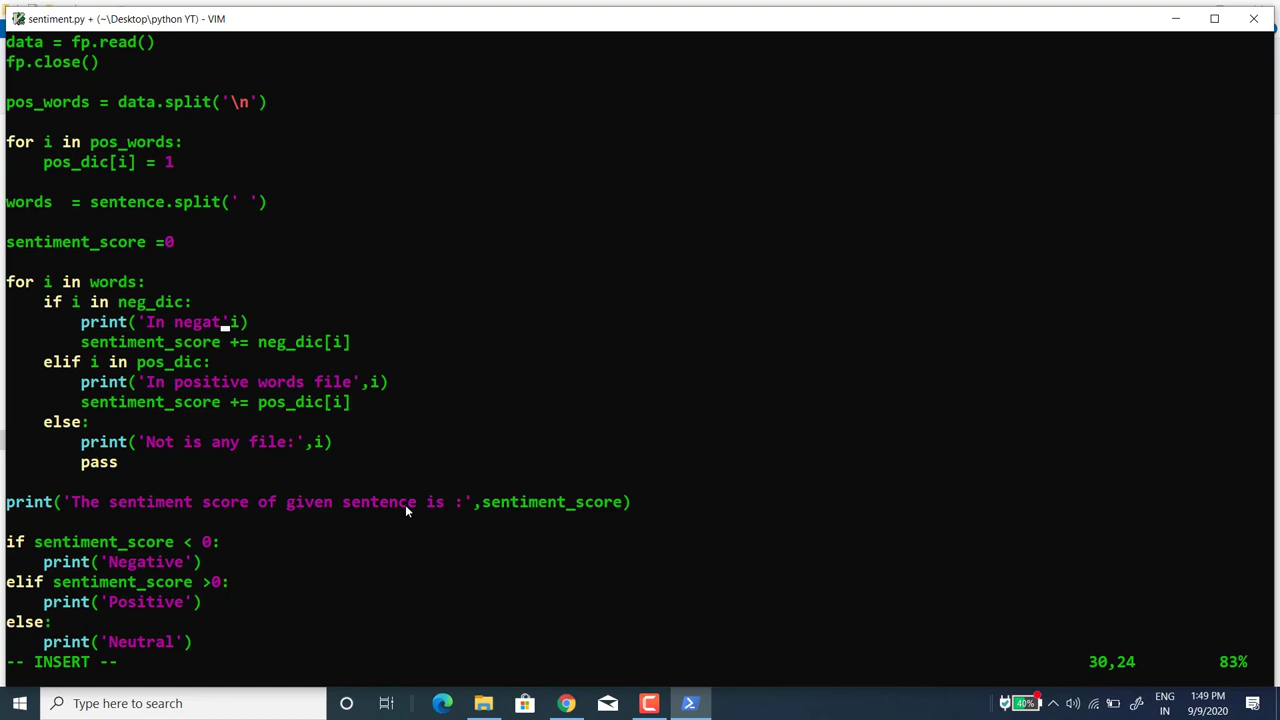 sentiment.py + (~\Desktop\python YT) - VIM
data = fp.read()
fp.close()
pos_words = data.split('\n')
for i in pos_words:
    pos_dic[i] = 1
words  = sentence.split(' ')
sentiment_score =0
for i in words:
    if i in neg_dic:
        print('In negat' i)
        sentiment_score += neg_dic[i]
    elif i in pos_dic:
        print('In positive words file',i)
        sentiment_score += pos_dic[i]
    else:
        print('Not is any file:',i)
        pass
print('The sentiment score of given sentence is :',sentiment_score)
if sentiment_score < 0:
    print('Negative')
elif sentiment_score >0:
    print('Positive')
else:
    print('Neutral')
-- INSERT -- 30,24 83%
Type here to search
40%
ENG
IN
1:49 PM
9/9/2020